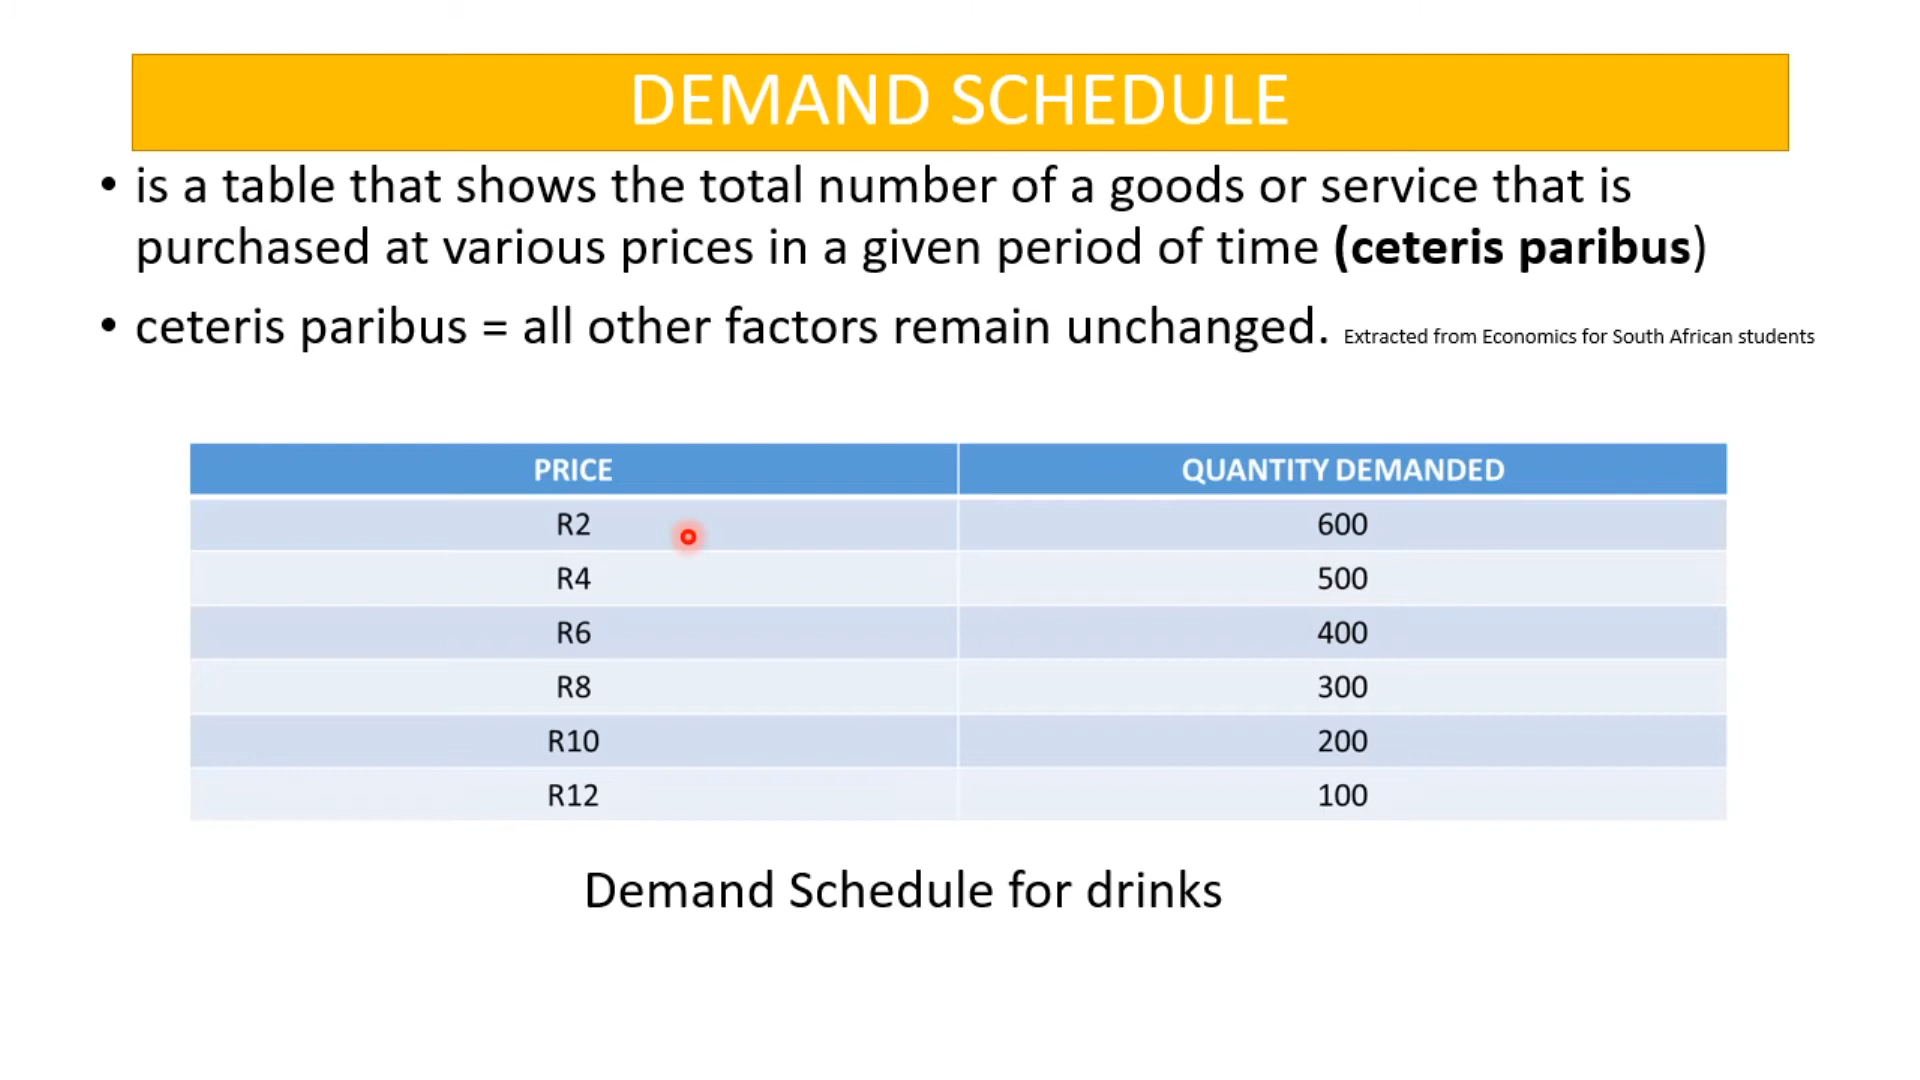 DEMAND SCHEDULE
• is a table that shows the total number of a goods or service that is
purchased at various prices in a given period of time (ceteris paribus)
• ceteris paribus = all other factors remain unchanged. Extracted from Economics for South African students
PRICE QUANTITY DEMANDED
R2 600
R4 500
R6 400
R8 300
R10 200
R12 100
Demand Schedule for drinks